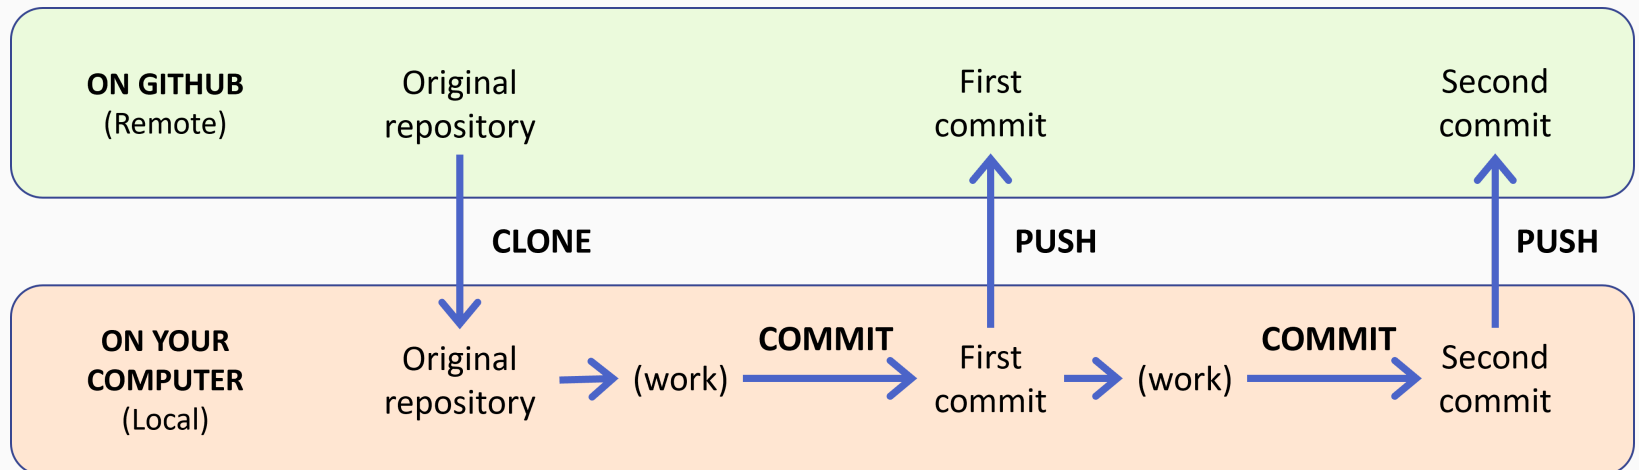 ON GITHUB
(Remote)
Original
repository
First
commit
Second
commit
CLONE
PUSH
PUSH
ON YOUR
COMPUTER
(Local)
Original
repository
(work)
COMMIT
First
commit
(work)
COMMIT
Second
commit